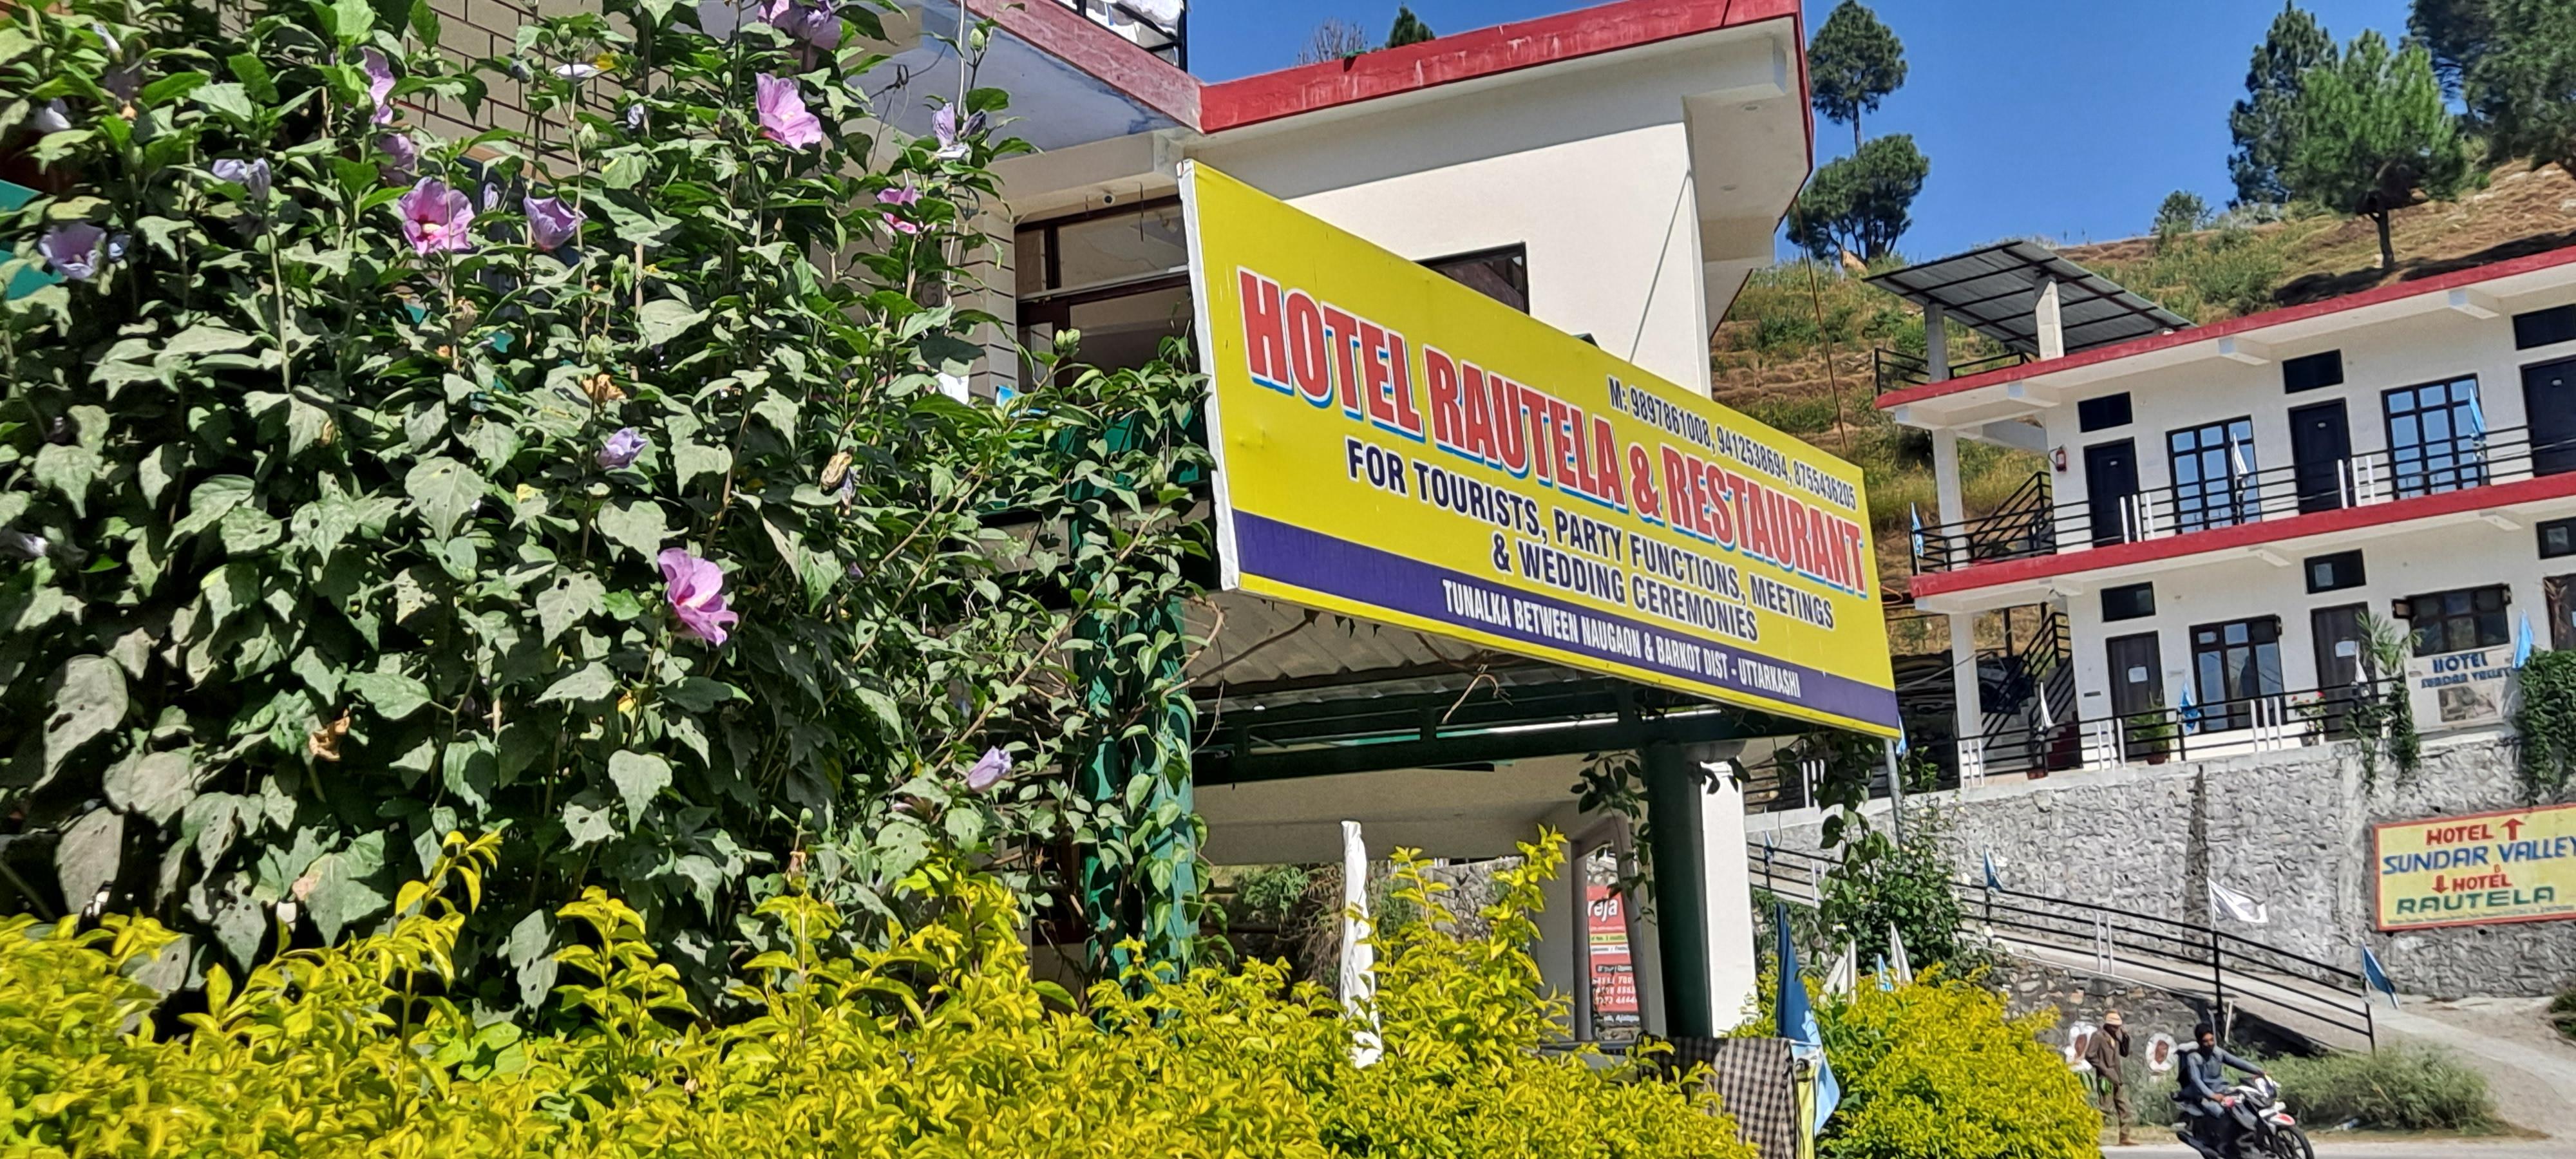 M: 9897861008, 9412538694, 8755436205
HOTEL RAUTELA & RESTAURANT
FOR TOURISTS, PARTY FUNCTIONS, MEETINGS
& WEDDING CEREMONIES
TUNALKA BETWEEN NAUGAON & BARKOT DIST - UTTARKASHI
HOTEL
SUNDAR VALLEY
HOTEL ↑
SUNDAR VALLEY
↓ HOTEL
RAUTELA